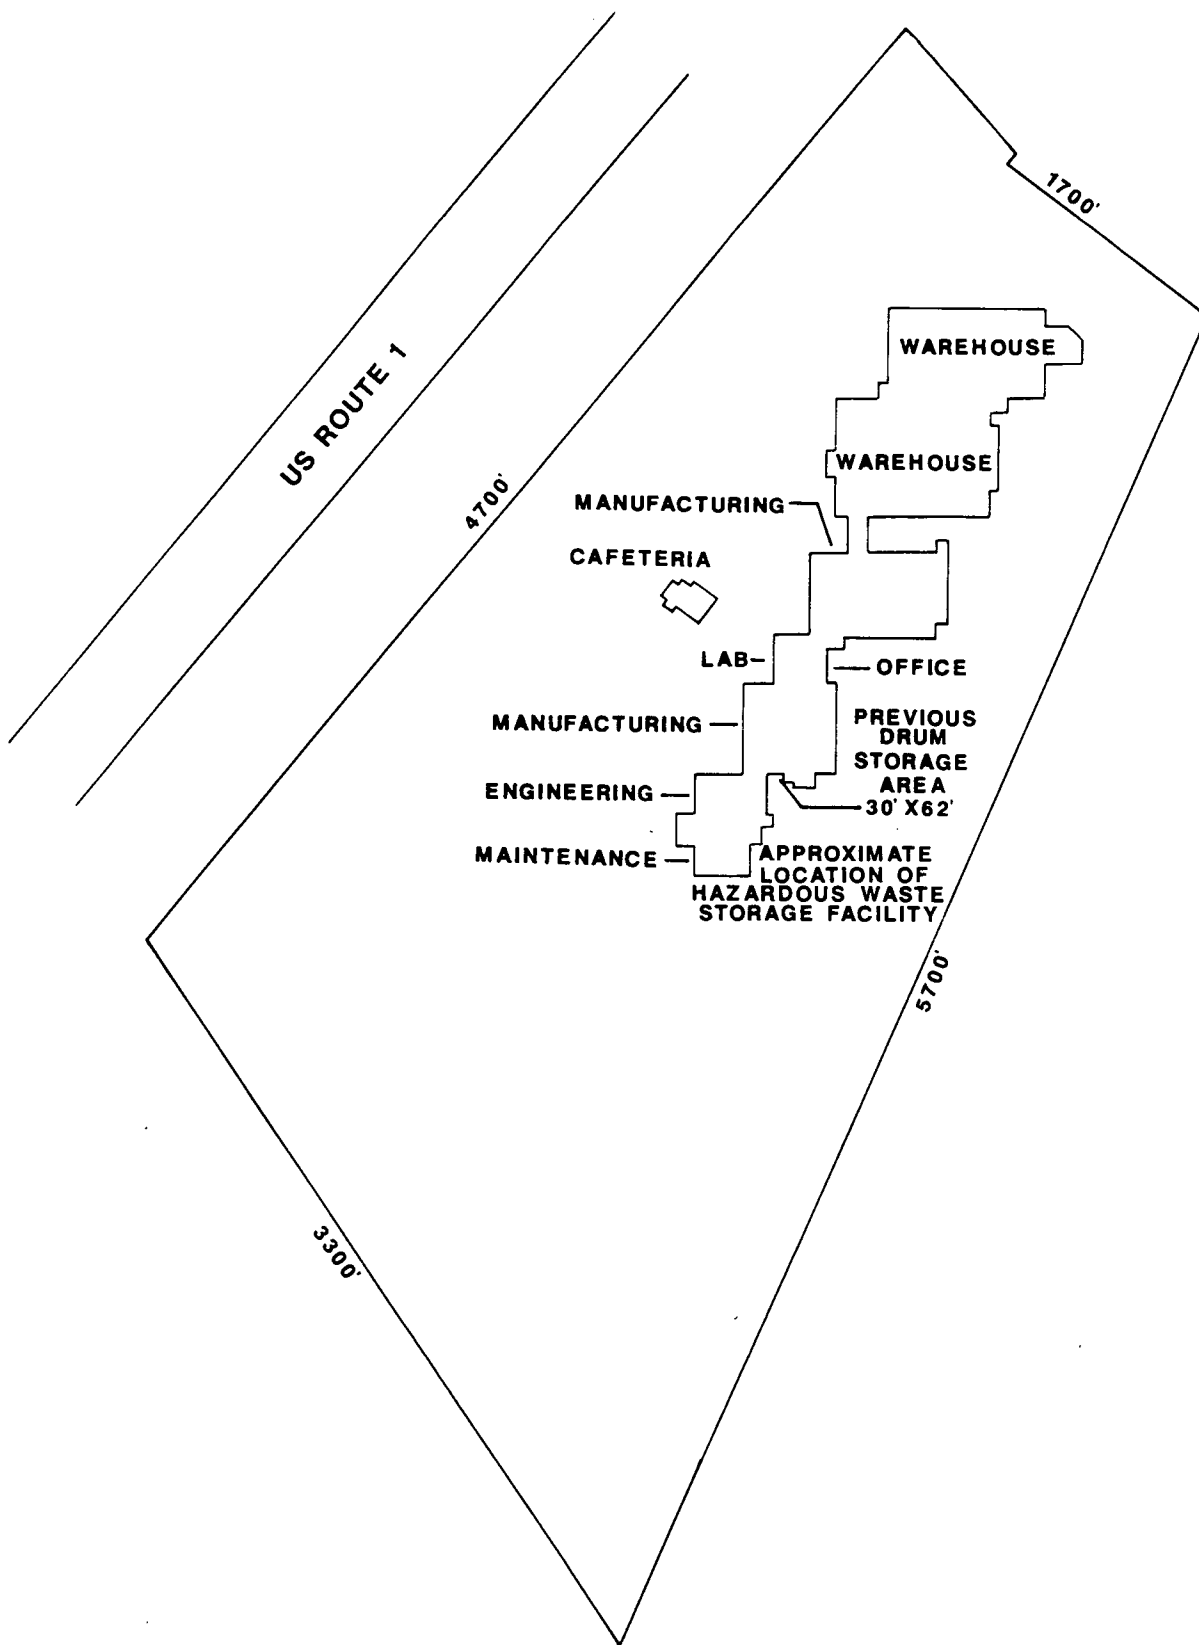 1700'
WAREHOUSE
US ROUTE 1
WAREHOUSE
4700'
MANUFACTURING
CAFETERIA
LAB
OFFICE
MANUFACTURING
PREVIOUS
DRUM
STORAGE
AREA
30' X62'
ENGINEERING
MAINTENANCE
APPROXIMATE
LOCATION OF
HAZARDOUS WASTE
STORAGE FACILITY
5700'
3300'